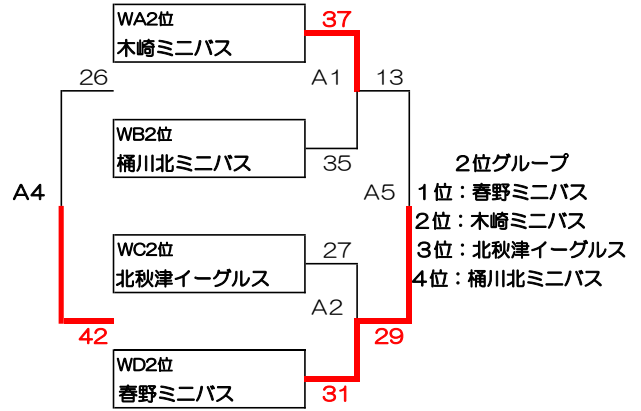 WA2位
木崎ミニバス
37
26
A1
13
WB2位
桶川北ミニバス
35
2位グループ
A4
A5
1位：春野ミニバス
2位：木崎ミニバス
WC2位
27
3位：北秋津イーグルス
北秋津イーグルス
4位：桶川北ミニバス
A2
42
29
WD2位
春野ミニバス
31